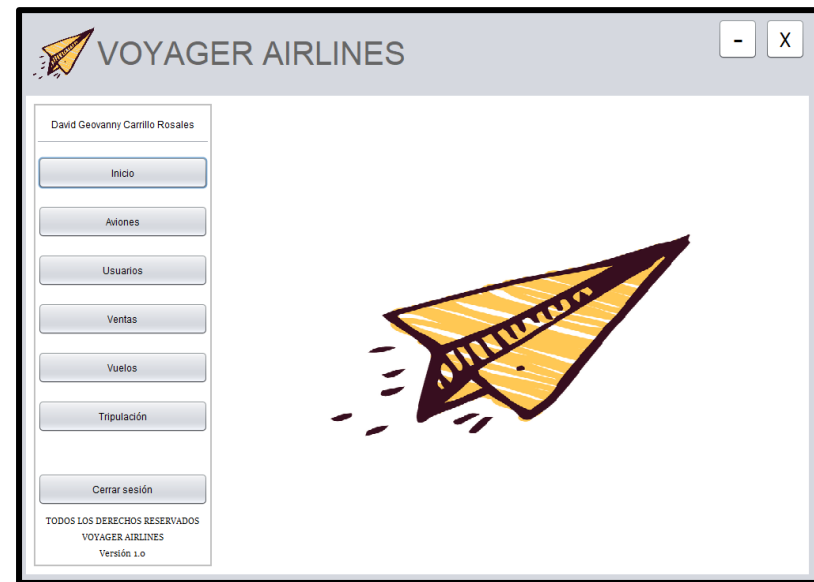 VOYAGER AIRLINES
-
X
David Geovanny Carrillo Rosales
Inicio
Aviones
Usuarios
Ventas
Vuelos
Tripulación
Cerrar sesión
TODOS LOS DERECHOS RESERVADOS
VOYAGER AIRLINES
Versión 1.0